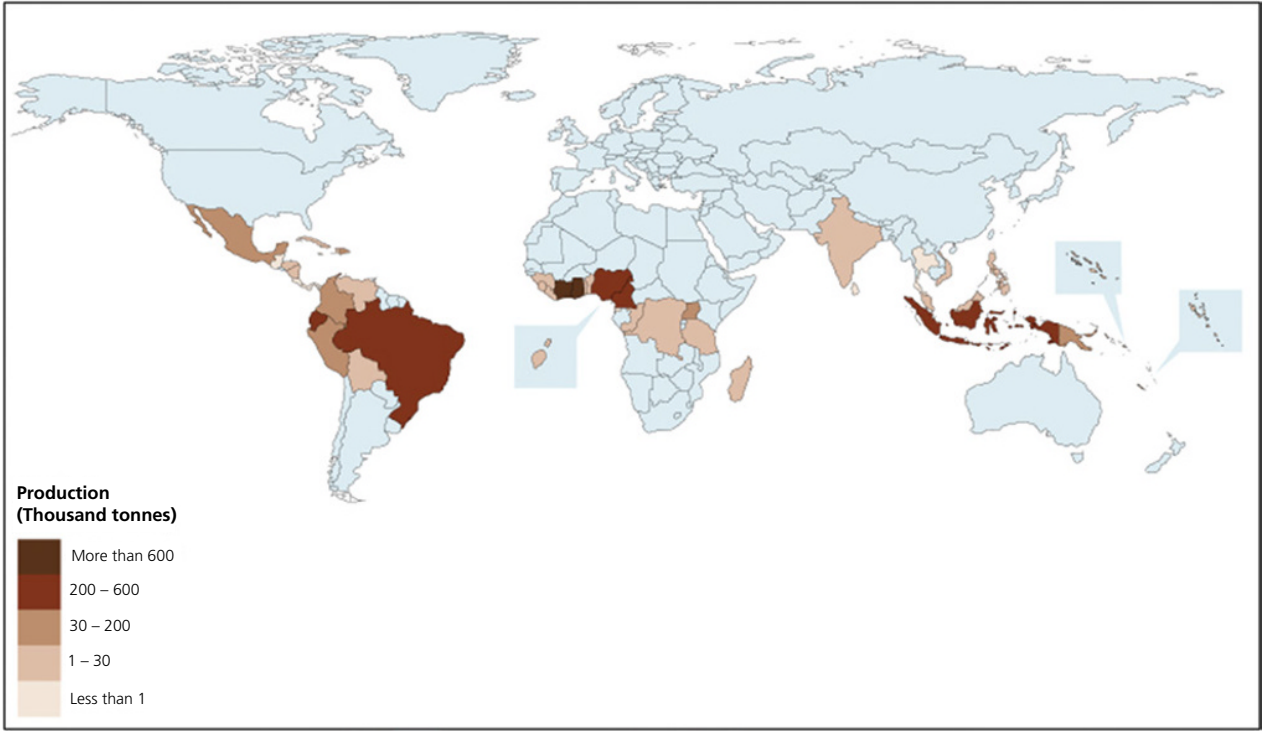 Production
(Thousand tonnes)
More than 600
200 – 600
30 – 200
1 – 30
Less than 1